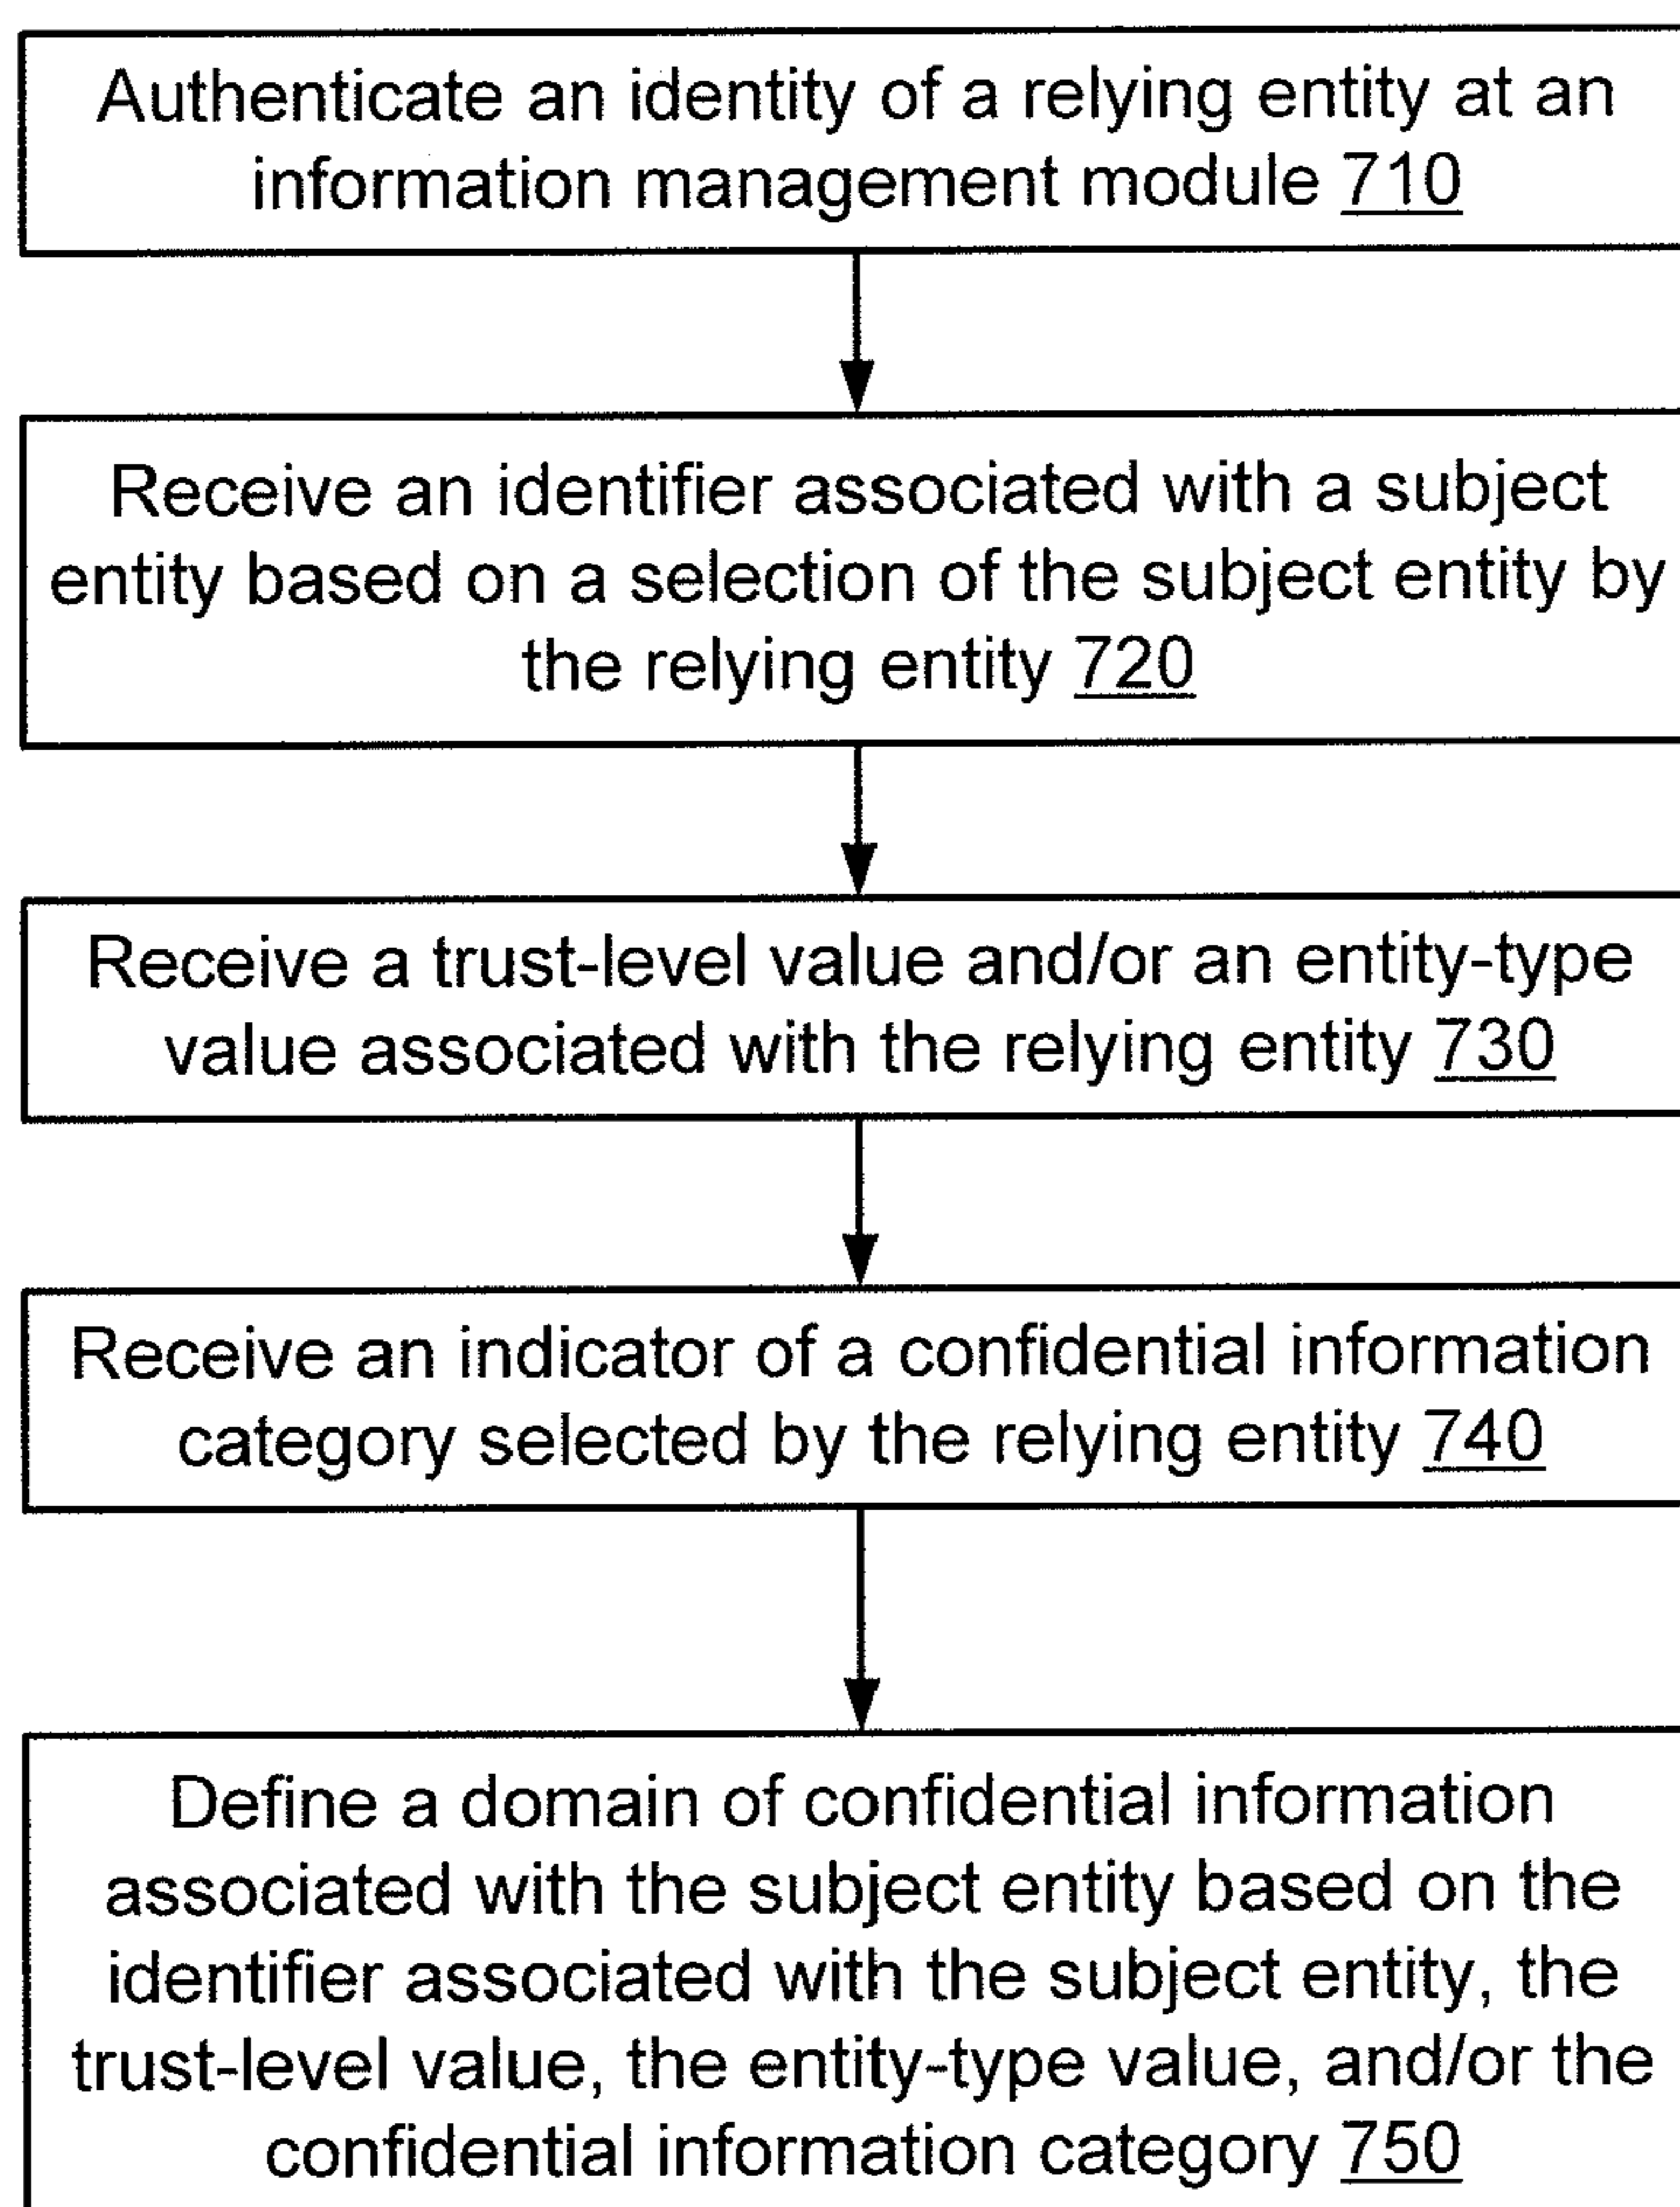 Authenticate an identity of a relying entity at an
information management module 710
Receive an identifier associated with a subject
entity based on a selection of the subject entity by
the relying entity 720
Receive a trust-level value and/or an entity-type
value associated with the relying entity 730
Receive an indicator of a confidential information
category selected by the relying entity 740
Define a domain of confidential information
associated with the subject entity based on the
identifier associated with the subject entity, the
trust-level value, the entity-type value, and/or the
confidential information category 750